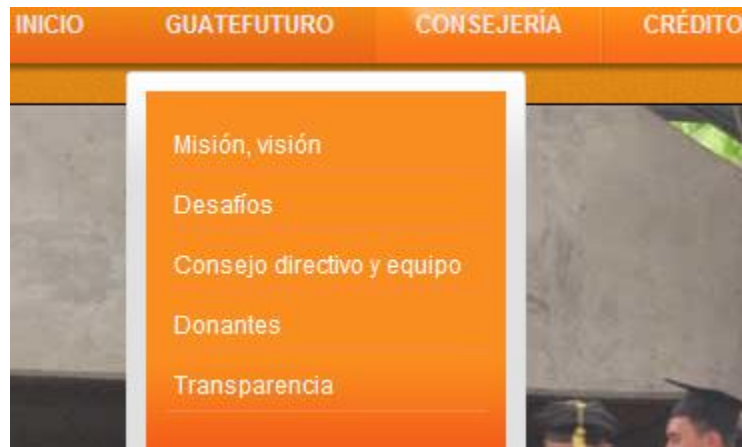 INICIO GUATEFUTURO CONSEJERÍA CRÉDITO
Misión, visión
Desafíos
Consejo directivo y equipo
Donantes
Transparencia